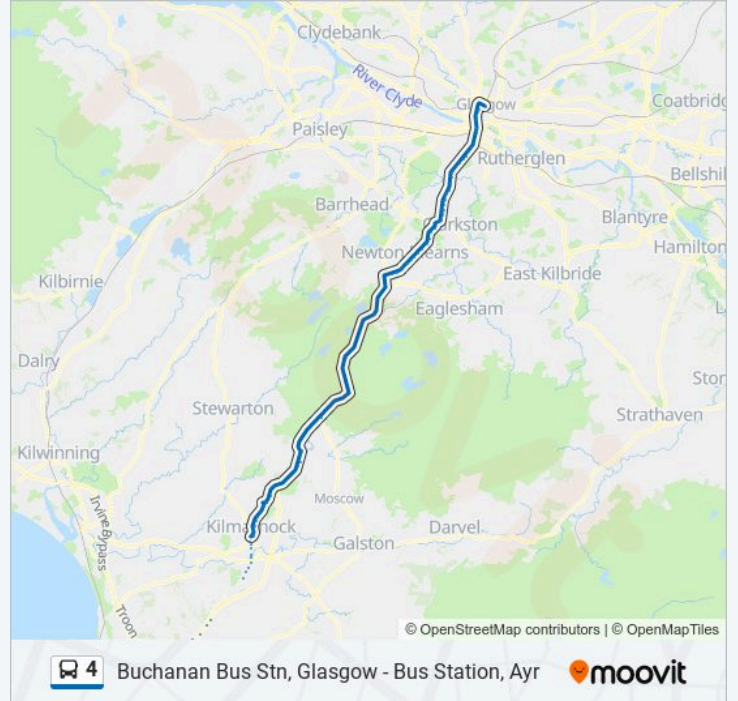 Clydebank
River Clyde
Glasgow
Coatbridg
Paisley
Rutherglen
Bellshil
Barrhead
Blantyre
Clarkston
Newton Mearns
Hamilton
Kilbirnie
East Kilbride
L
Eaglesham
Dalry
Ston
Stewarton
Strathaven
Kilwinning
Moscow
Irvine Bypass
Kilmarnock
Darvel
Galston
Troon
© OpenStreetMap contributors | © OpenMapTiles
4 Buchanan Bus Stn, Glasgow - Bus Station, Ayr moovit